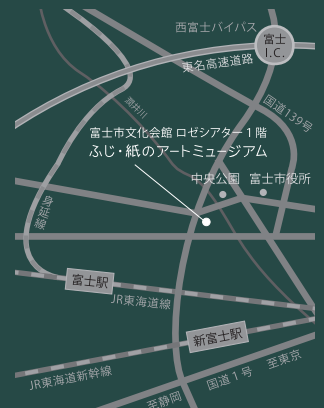 西富士バイパス
富士
I.C.
東名高速道路
国道139号
潤井川
富士市文化会館 ロゼシアター1階
ふじ・紙のアートミュージアム
中央公園
富士市役所
身延線
富士駅
JR東海道線
新富士駅
JR東海道新幹線
国道1号
至東京
至静岡